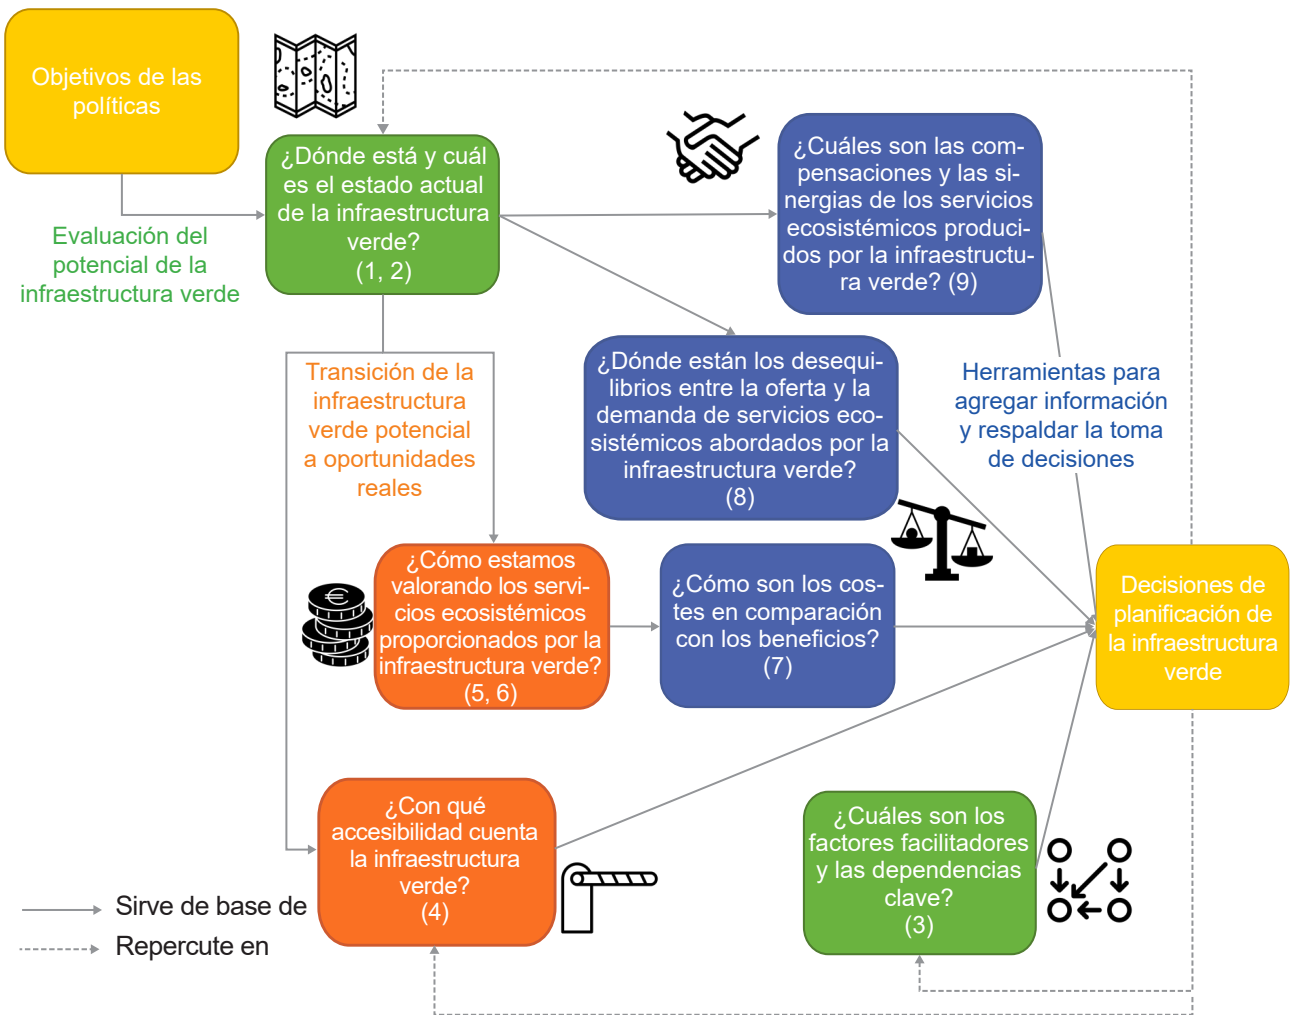 Objetivos de las
políticas
Evaluación del
potencial de la
infraestructura verde
¿Dónde está y cuál
es el estado actual
de la infraestructura
verde?
(1, 2)
¿Cuáles son las com-
pensaciones y las si-
nergias de los servicios
ecosistémicos produci-
dos por la infraestructu-
ra verde? (9)
¿Dónde están los desequi-
librios entre la oferta y la
demanda de servicios eco-
sistémicos abordados por la
infraestructura verde?
(8)
Herramientas para
agregar información
y respaldar la toma
de decisiones
Transición de la
infraestructura
verde potencial
a oportunidades
reales
¿Cómo estamos
valorando los servi-
cios ecosistémicos
proporcionados por la
infraestructura verde?
(5, 6)
¿Cómo son los cos-
tes en comparación
con los beneficios?
(7)
Decisiones de
planificación de
la infraestructura
verde
¿Con qué
accesibilidad cuenta
la infraestructura
verde?
(4)
¿Cuáles son los
factores facilitadores
y las dependencias
clave?
(3)
Sirve de base de
Repercute en
€